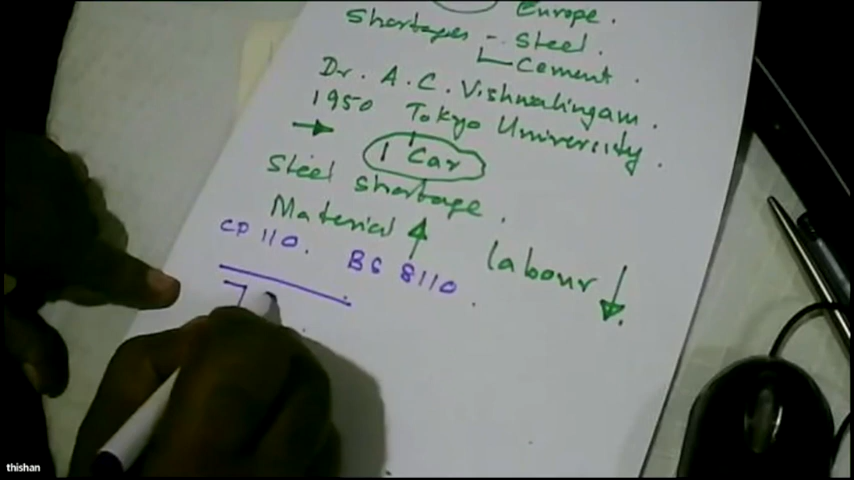 Europe.
Shortages - Steel.
Cement.
Dr. A. C. Vishwalingam.
1950 Tokyo University.
1 Car
Steel shortage.
Material
labour
CP 110. BS 8110.
thishan